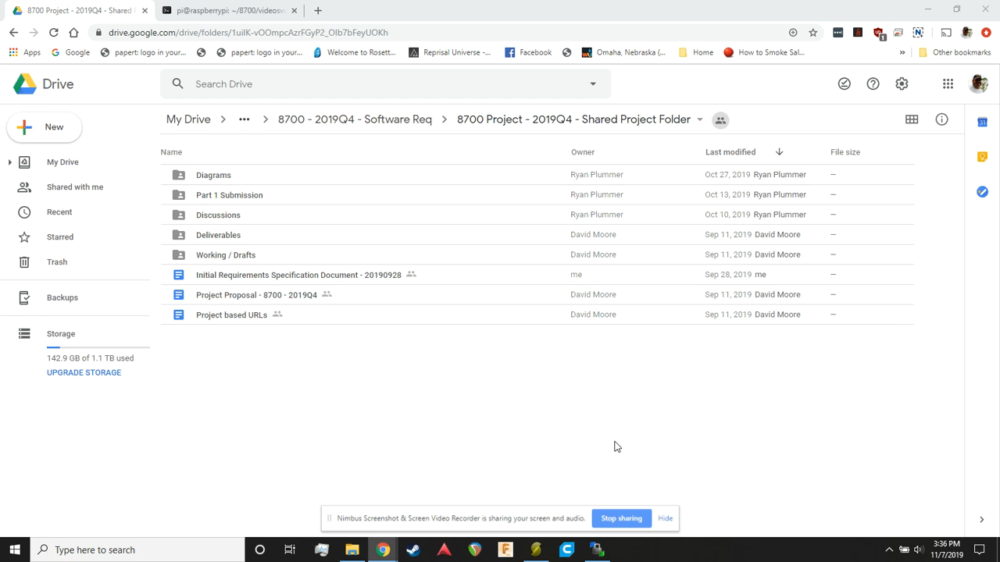 8700 Project - 2019Q4 - Shared
pi@raspberrypi: ~/8700/videosv
drive.google.com/drive/folders/1uiIK-vOOmpcAzrFGyP2_OIb7bFeyUOKh
Apps
Google
papert: logo in your...
papert: logo in your...
Welcome to Rosett...
Reprisal Universe -...
Facebook
Omaha, Nebraska (...
Home
How to Smoke Sal...
»
Other bookmarks
Drive
Search Drive
New
My Drive
Shared with me
Recent
Starred
Trash
Backups
Storage
142.9 GB of 1.1 TB used
UPGRADE STORAGE
My Drive > ... > 8700 - 2019Q4 - Software Req > 8700 Project - 2019Q4 - Shared Project Folder
Name Owner Last modified File size
Diagrams Ryan Plummer Oct 27, 2019 Ryan Plummer –
Part 1 Submission Ryan Plummer Oct 13, 2019 Ryan Plummer –
Discussions Ryan Plummer Oct 10, 2019 Ryan Plummer –
Deliverables David Moore Sep 11, 2019 David Moore –
Working / Drafts David Moore Sep 11, 2019 David Moore –
Initial Requirements Specification Document - 20190928 me Sep 28, 2019 me –
Project Proposal - 8700 - 2019Q4 David Moore Sep 11, 2019 David Moore –
Project based URLs David Moore Sep 11, 2019 David Moore –
31
1
Nimbus Screenshot & Screen Video Recorder is sharing your screen and audio.
Stop sharing
Hide
Type here to search
3:36 PM
11/7/2019